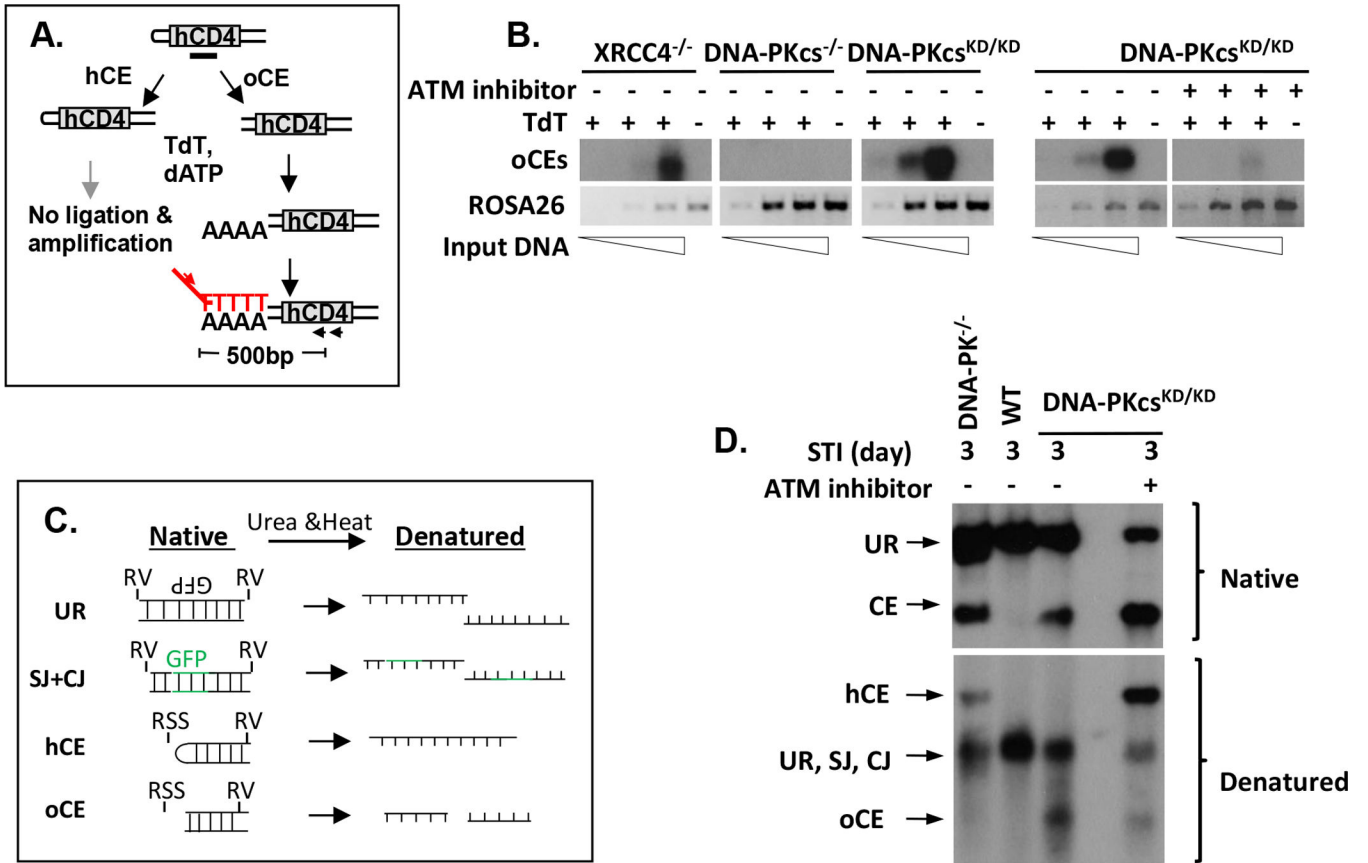 A.
hCD4
hCE
oCE
hCD4
hCD4
TdT,
dATP
No ligation &
amplification
AAAA
hCD4
TTTT
AAAA
hCD4
500bp
B.
XRCC4-/-
DNA-PKcs-/-
DNA-PKcsKD/KD
DNA-PKcsKD/KD
ATM inhibitor - - - - - - - - - - - - - - - - + + + +
TdT + + + - + + + - + + + - + + + - + + + -
oCEs
ROSA26
Input DNA
C.
Native
Urea &Heat
Denatured
RV GFP RV
UR
RV GFP RV
SJ+CJ
RSS RV
hCE
RSS RV
oCE
D.
DNA-PK-/-
WT
DNA-PKcsKD/KD
STI (day) 3 3 3 3
ATM inhibitor - - - +
UR
CE
Native
hCE
UR, SJ, CJ
oCE
Denatured